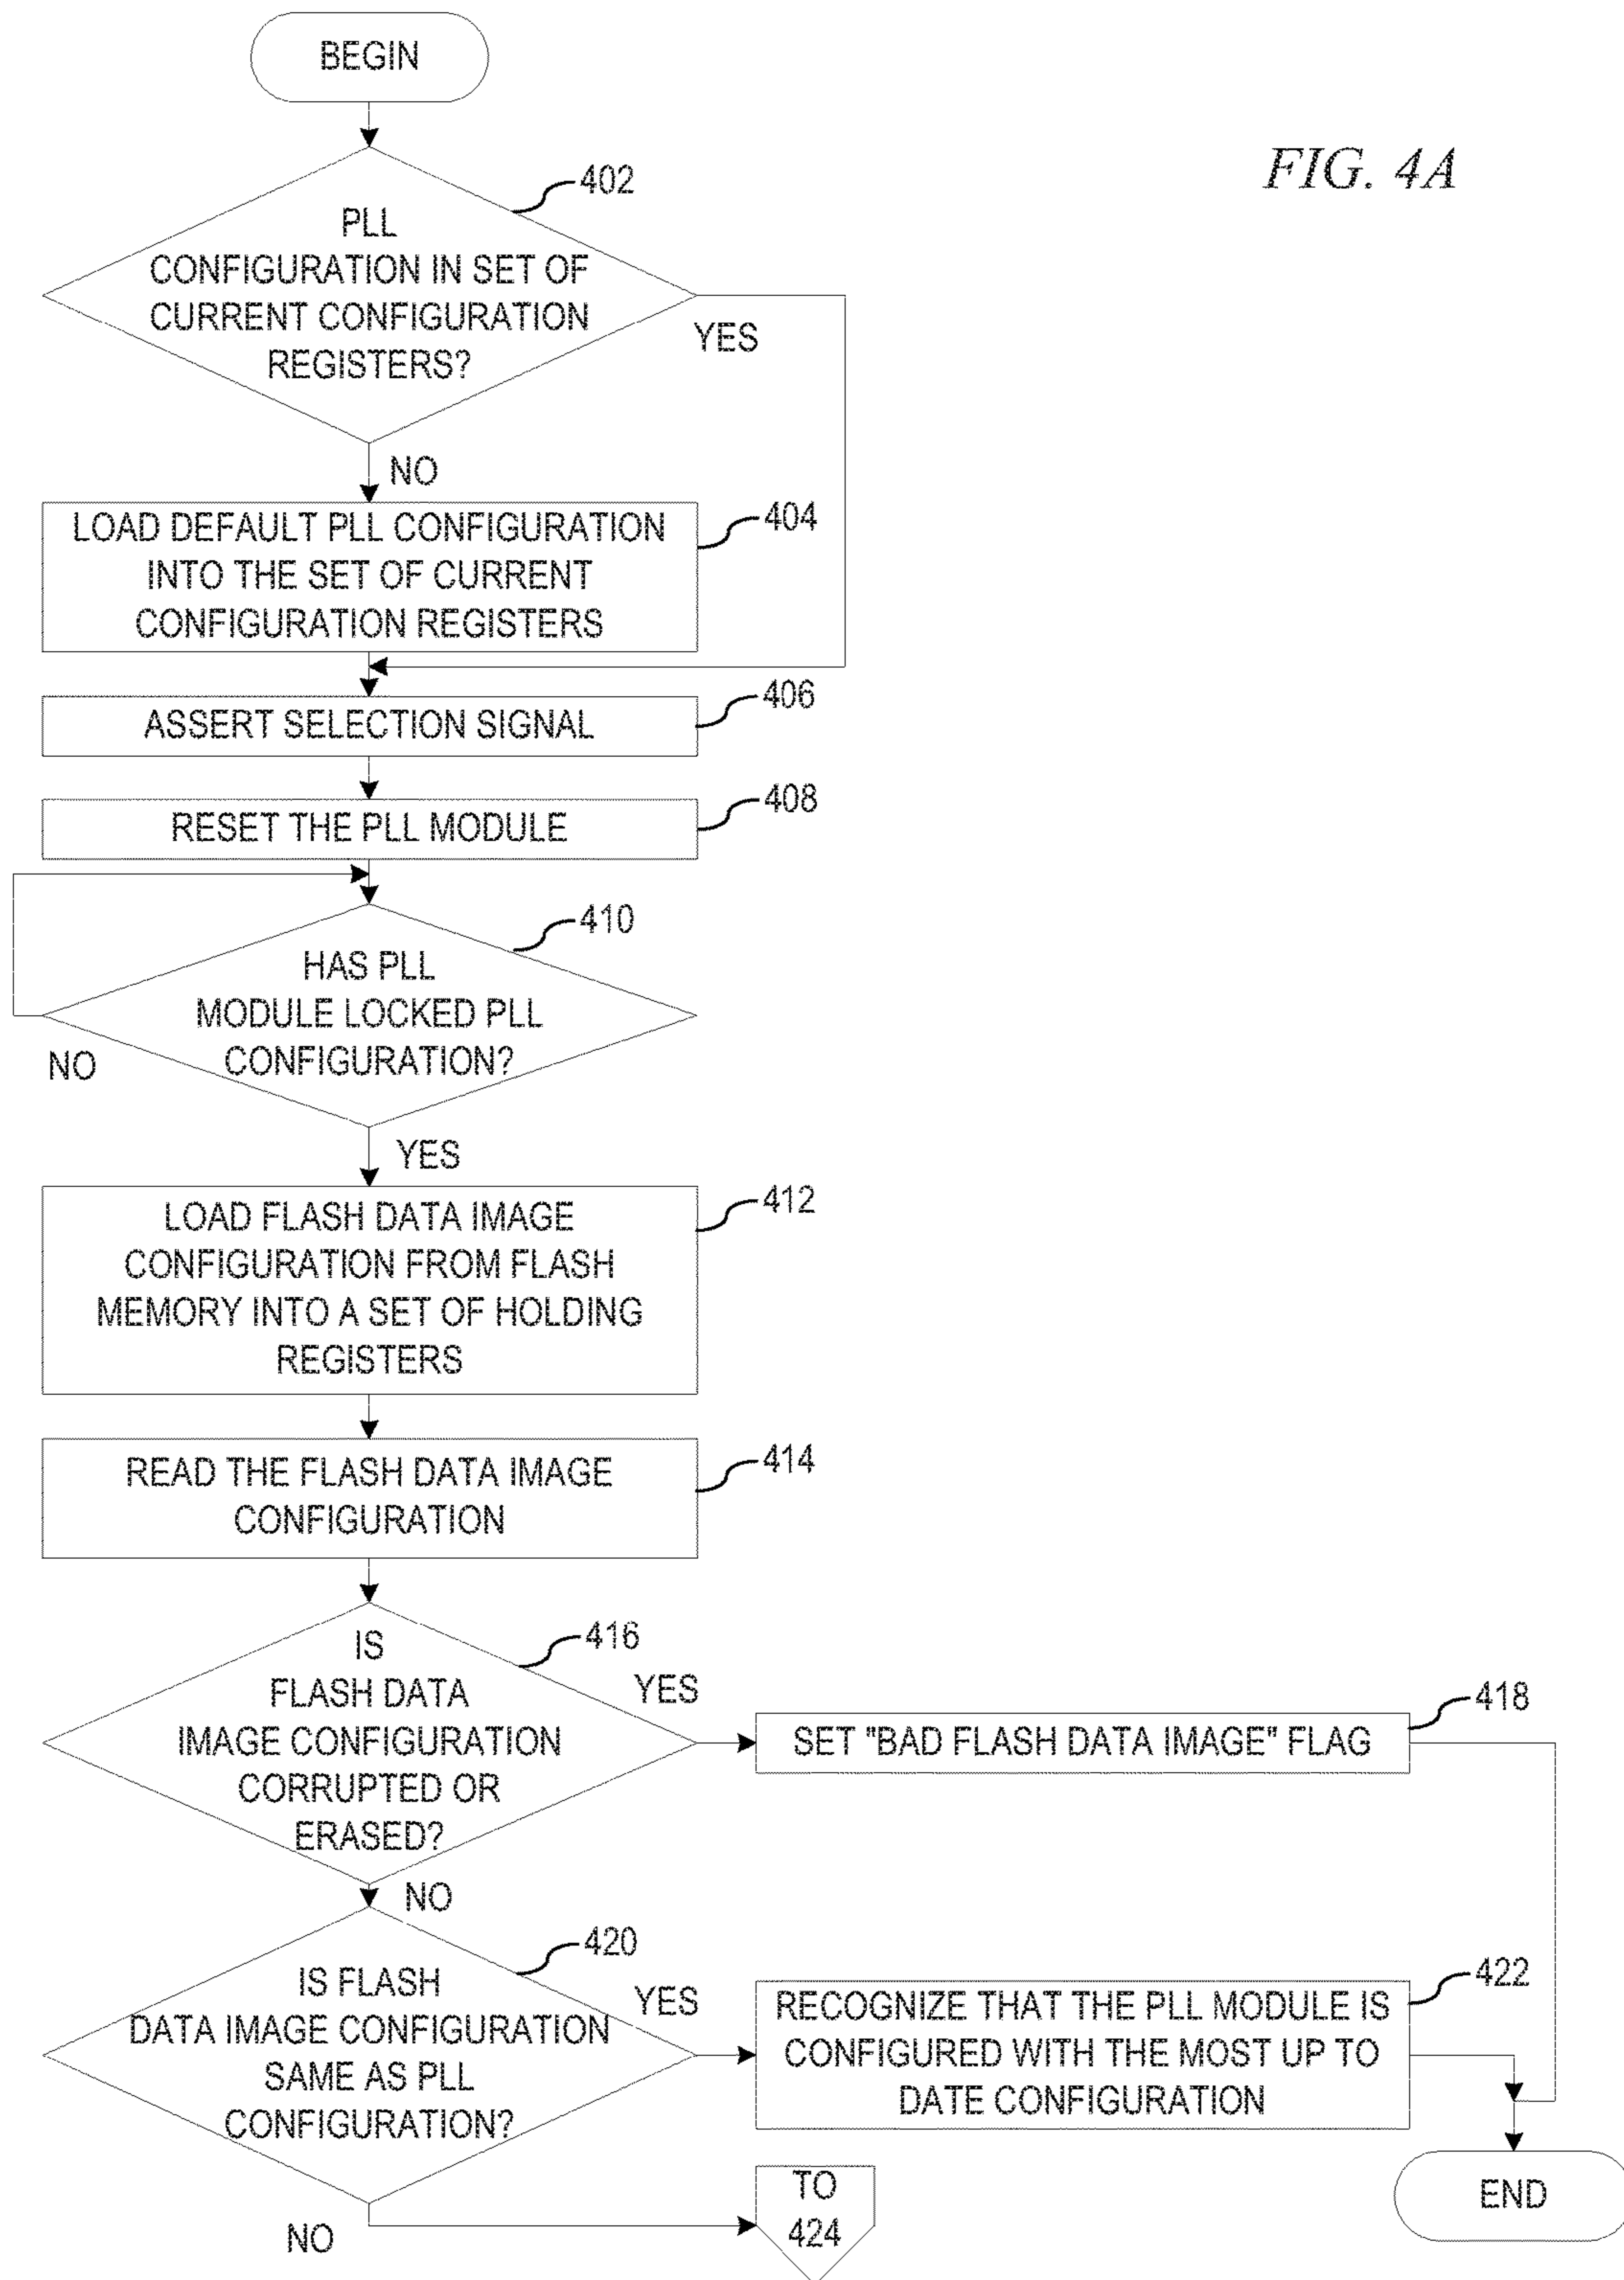 BEGIN
FIG. 4A
402
PLL
CONFIGURATION IN SET OF
CURRENT CONFIGURATION
REGISTERS?
YES
NO
LOAD DEFAULT PLL CONFIGURATION
INTO THE SET OF CURRENT
CONFIGURATION REGISTERS
404
ASSERT SELECTION SIGNAL
406
RESET THE PLL MODULE
408
410
HAS PLL
MODULE LOCKED PLL
CONFIGURATION?
NO
YES
LOAD FLASH DATA IMAGE
CONFIGURATION FROM FLASH
MEMORY INTO A SET OF HOLDING
REGISTERS
412
READ THE FLASH DATA IMAGE
CONFIGURATION
414
416
IS
FLASH DATA
IMAGE CONFIGURATION
CORRUPTED OR
ERASED?
YES
SET "BAD FLASH DATA IMAGE" FLAG
418
NO
420
IS FLASH
DATA IMAGE CONFIGURATION
SAME AS PLL
CONFIGURATION?
YES
RECOGNIZE THAT THE PLL MODULE IS
CONFIGURED WITH THE MOST UP TO
DATE CONFIGURATION
422
NO
TO
424
END